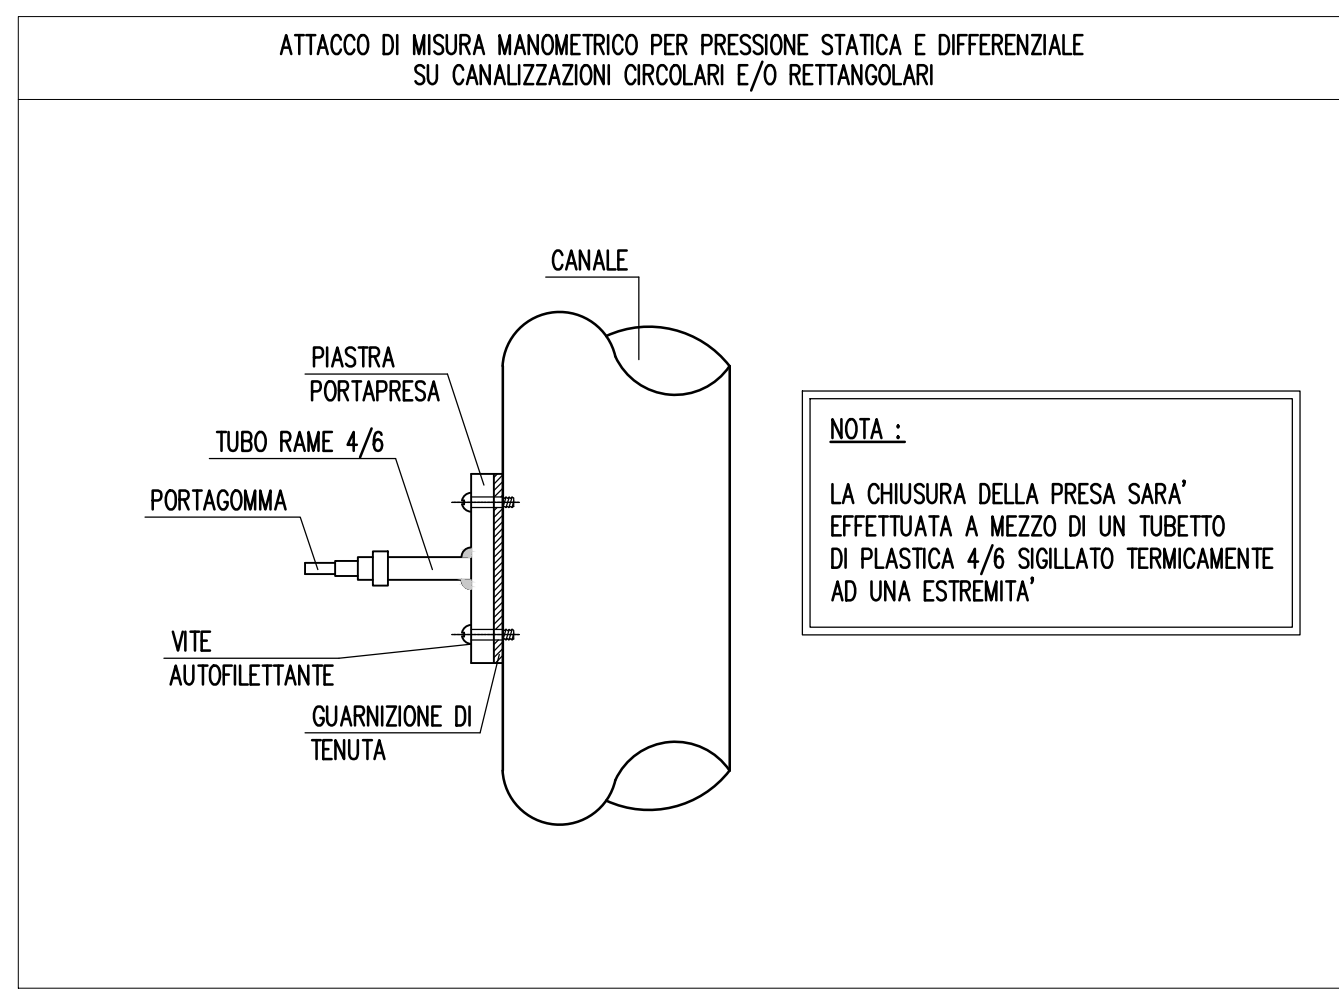 ATTACCO DI MISURA MANOMETRICO PER PRESSIONE STATICA E DIFFERENZIALE
SU CANALIZZAZIONI CIRCOLARI E/O RETTANGOLARI
CANALE
PIASTRA
PORTAPRESA
TUBO RAME 4/6
PORTAGOMMA
VITE
AUTOFILETTANTE
GUARNIZIONE DI
TENUTA
NOTA :
LA CHIUSURA DELLA PRESA SARA'
EFFETTUATA A MEZZO DI UN TUBETTO
DI PLASTICA 4/6 SIGILLATO TERMICAMENTE
AD UNA ESTREMITA'